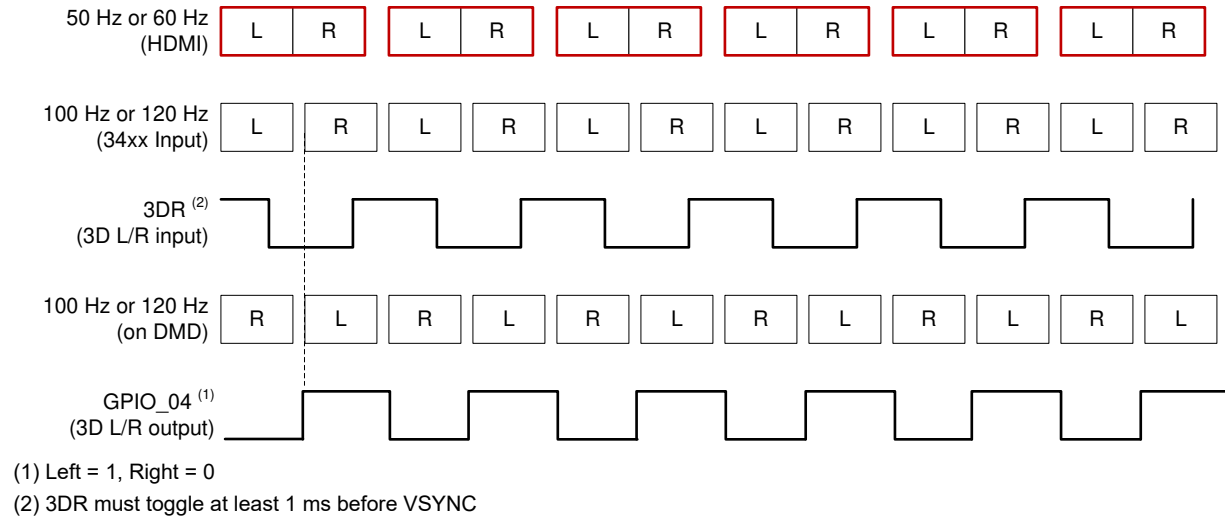 50 Hz or 60 Hz
(HDMI)
L R L R L R L R L R L R
100 Hz or 120 Hz
(34xx Input)
L R L R L R L R L R L R
3DR (2)
(3D L/R input)
100 Hz or 120 Hz
(on DMD)
R L R L R L R L R L R L
GPIO_04 (1)
(3D L/R output)
(1) Left = 1, Right = 0
(2) 3DR must toggle at least 1 ms before VSYNC